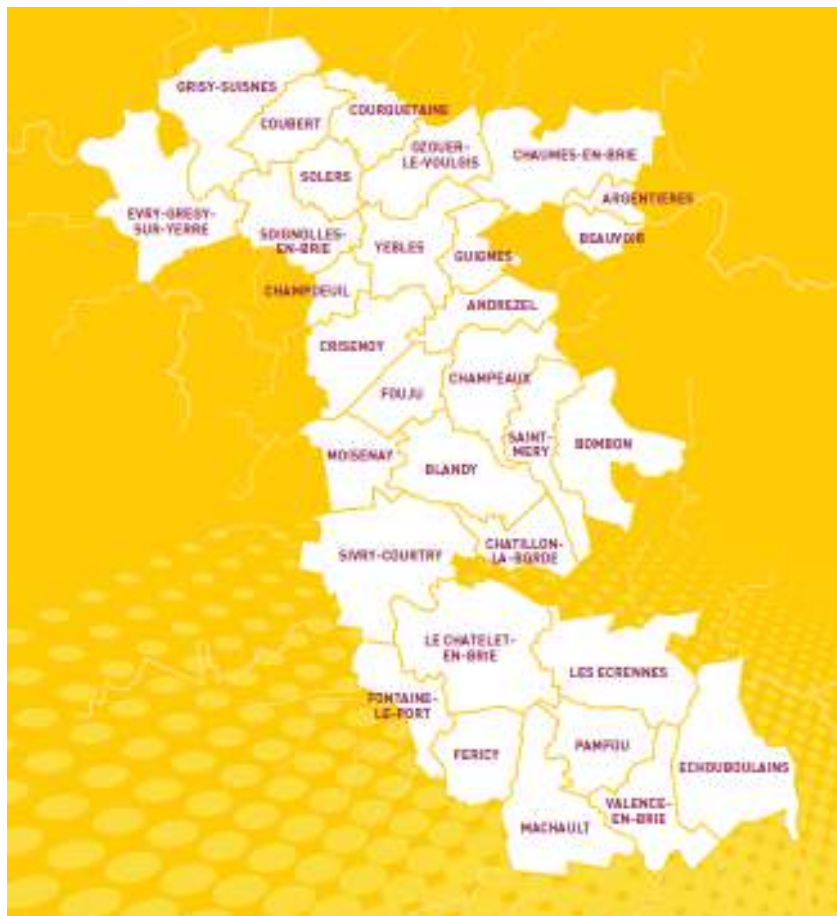 GRISY-SUISNES
COUBERT
COURQUETAINE
OZOUER-
LE-VOULGIS
CHAUMES-EN-BRIE
SOLERS
ARGENTIERES
EVRY-GREGY-
SUR-YERRE
SOIGNOLLES-
EN-BRIE
YEBLES
BEAUVOIR
GUIGNES
CHAMPDEUIL
ANDREZEL
CRISENOY
CHAMPEAUX
FOUJU
SAINT-
MERY
BOMBON
MOISENAY
BLANDY
SIVRY-COURTRY
CHATILLON-
LA-BORDE
LE CHATELET-
EN-BRIE
LES ECRENNES
FONTAINE-
LE-PORT
FERICY
PAMFOU
ECHOUBOULAINS
VALENCE-
EN-BRIE
MACHAULT